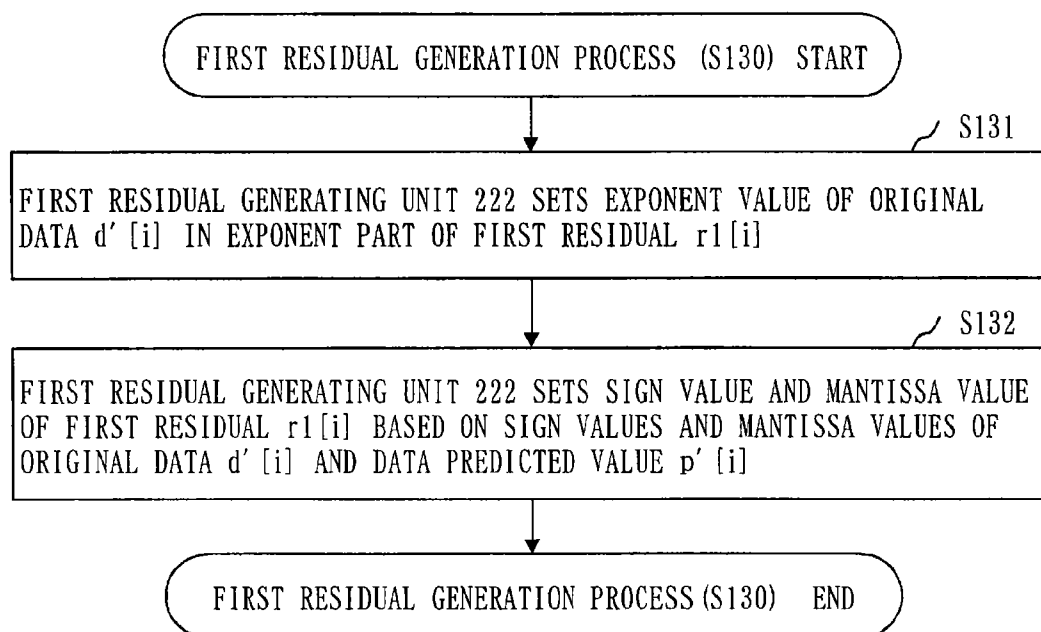 FIRST RESIDUAL GENERATION PROCESS (S130) START
S131
FIRST RESIDUAL GENERATING UNIT 222 SETS EXPONENT VALUE OF ORIGINAL
DATA d' [i] IN EXPONENT PART OF FIRST RESIDUAL r1[i]
S132
FIRST RESIDUAL GENERATING UNIT 222 SETS SIGN VALUE AND MANTISSA VALUE
OF FIRST RESIDUAL r1[i] BASED ON SIGN VALUES AND MANTISSA VALUES OF
ORIGINAL DATA d' [i] AND DATA PREDICTED VALUE p' [i]
FIRST RESIDUAL GENERATION PROCESS(S130) END